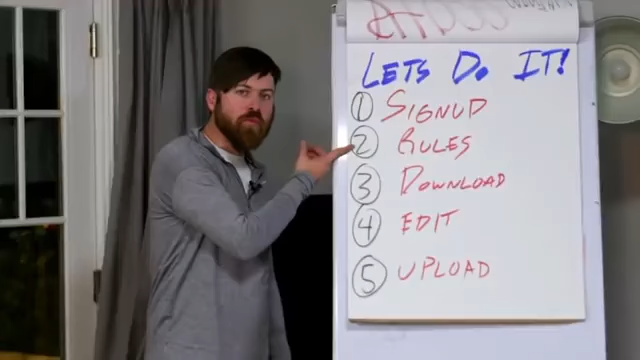 LETS DO IT!
1 SIGNUP
2 RULES
3 DOWNLOAD
4 EDIT
5 UPLOAD